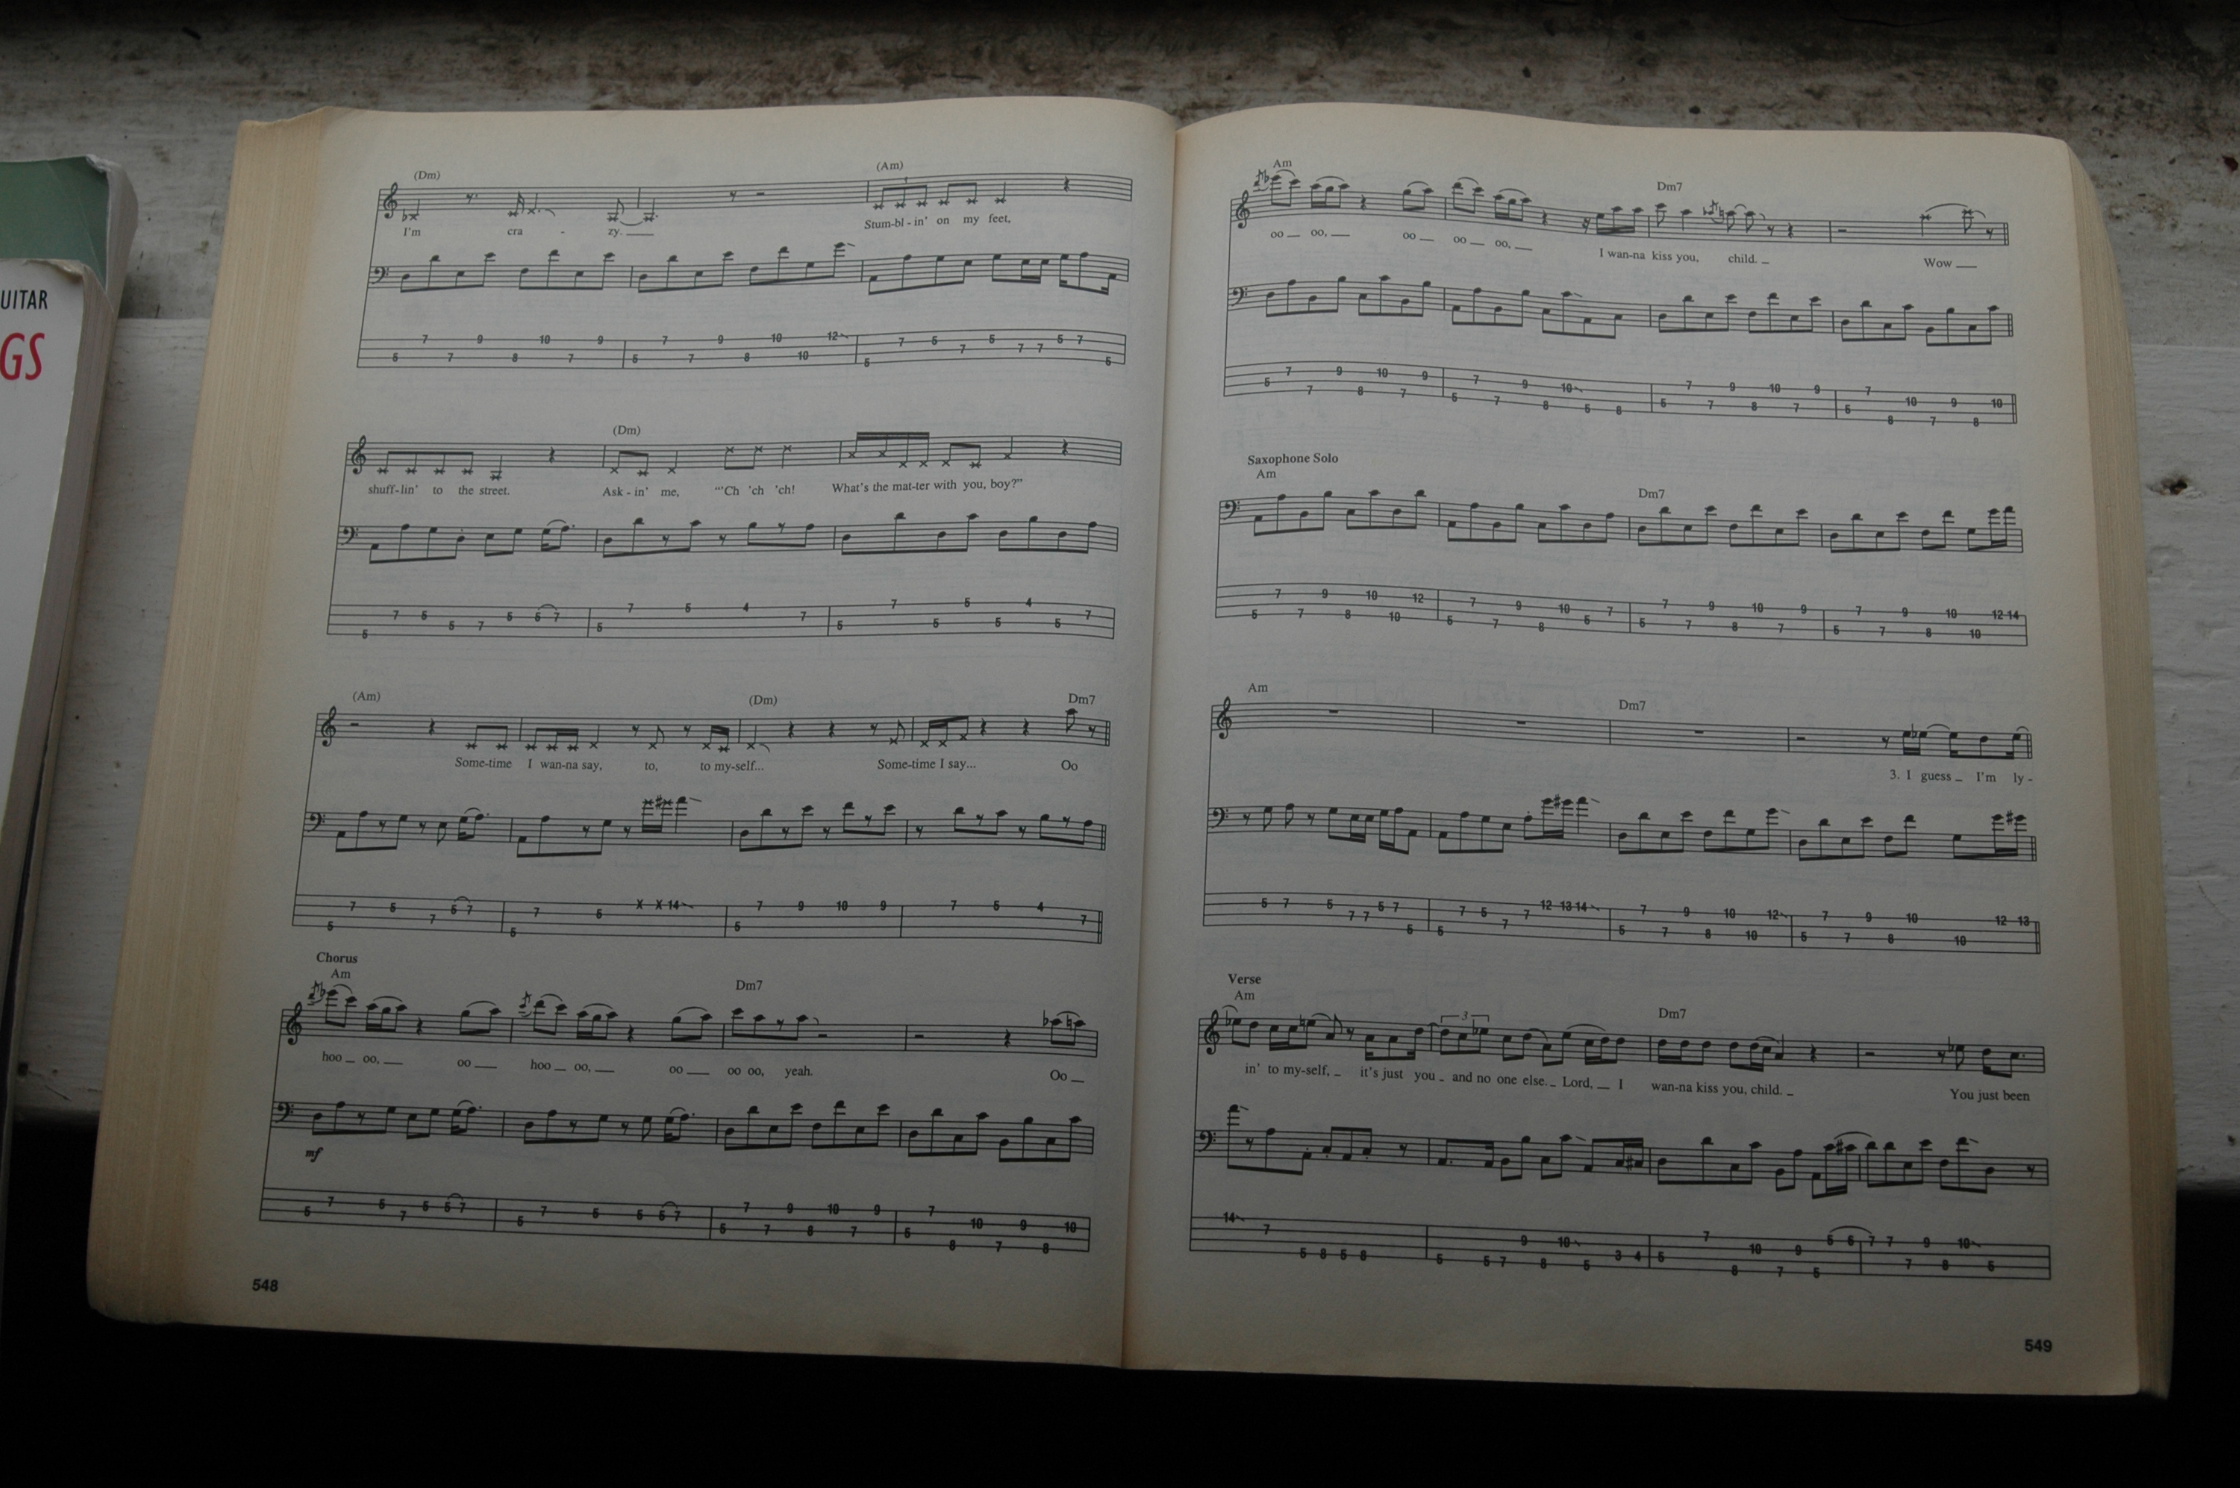 UITAR
GS
(Dm) (Am)
I'm cra - zy. Stum-bl - in' on my feet,
7 9 10 9 7 9 10 12 7 5 5 5 7
5 7 8 7 5 7 8 10 5 7 7 7 5
(Dm)
shuff-lin' to the street. Ask - in' me, "'Ch 'ch 'ch! What's the mat-ter with you, boy?"
7 5 5 7 5 5 7 7 5 4 7 7 5 4 7
5 5 5 5 5 5
(Am) (Dm) Dm7
Some-time I wan-na say, to, to my-self... Some-time I say... Oo
7 5 7 5 7 7 5 X X 14 7 9 10 9 7 5 4 7
5 5 5
Chorus
Am
Dm7
hoo oo, oo hoo oo, oo oo oo, yeah. Oo
mf
5 7 5 7 5 5 7 5 7 5 5 5 7 7 9 10 9 7 10 9 10
5 7 8 7 5 8 7 8
548
Am
Dm7
oo oo, oo oo oo, I wan-na kiss you, child. Wow
7 9 10 9 7 9 10 7 9 10 9 7 10 9 10
5 7 8 7 5 7 8 5 8 5 7 8 7 5 8 7 8
Saxophone Solo
Am Dm7
7 9 10 12 7 9 10 7 7 9 10 9 7 9 10 12 14
5 7 8 10 5 7 8 5 5 7 8 7 5 7 8 10
Am Dm7
3. I guess I'm ly -
5 7 5 7 7 5 7 5 7 5 7 7 12 13 14 7 9 10 12 7 9 10 12 13
5 5 7 8 10 5 7 8 10
Verse
Am
Dm7
3
in' to my-self, it's just you and no one else. Lord, I wan-na kiss you, child. You just been
14 7 9 10 7 10 9 5 6 7 7 9 10
5 8 5 8 5 5 7 8 5 3 4 5 8 7 5 7 8 5
549